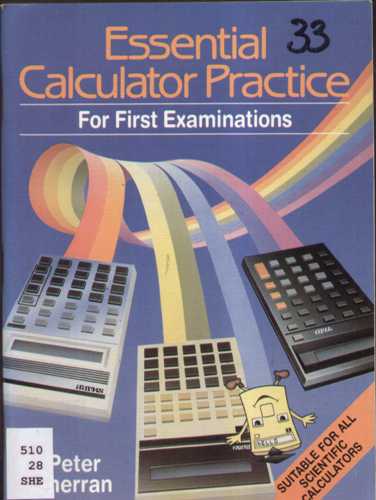 Essential
33
Calculator Practice
For First Examinations
510
28
SHE
Peter
herran
SUITABLE FOR ALL
SCIENTIFIC
CALCULATORS